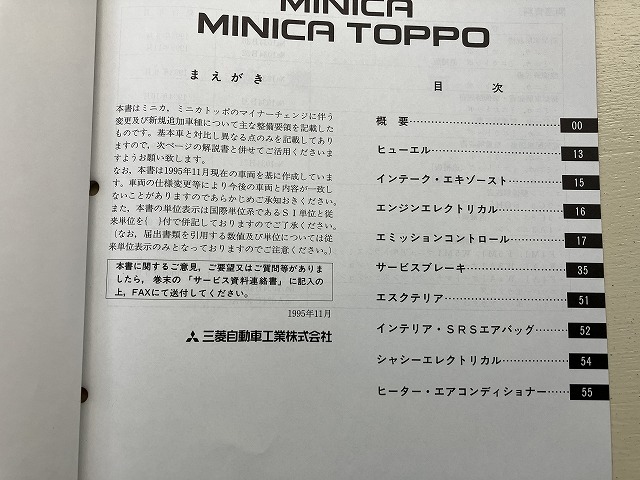 MINICA
MINICA TOPPO
まえがき
本書はミニカ，ミニカトッポのマイナーチェンジに伴う
変更及び新規追加車種について主な整備要領を記載した
ものです。基本車と対比し異なる点のみを記載してあり
ますので，次ページの解説書と併せてご活用くださいま
すようお願い致します。
なお，本書は1995年11月現在の車両を基に作成していま
す。車両の仕様変更等により今後の車両と内容が一致し
ないことがありますのであらかじめご承知おきください。
また，本書の単位表示は国際単位系であるＳＩ単位と従
来単位を｛　｝付で併記しておりますのでご了承ください。
（なお，届出書類を引用する数値及び単位については従
来単位表示のみとなっておりますのでご注意ください。）
本書に関するご意見，ご要望又はご質問等がありま
したら，巻末の「サービス資料連絡書」に記入の
上，FAXにて送付してください。
1995年11月
三菱自動車工業株式会社
目　次
概　要……………………………………00
ヒューエル………………………………13
インテーク・エキゾースト……………15
エンジンエレクトリカル………………16
エミッションコントロール……………17
サービスブレーキ………………………35
エクステリア……………………………51
インテリア・ＳＲＳエアバッグ………52
シャシーエレクトリカル………………54
ヒーター・エアコンディショナー……55